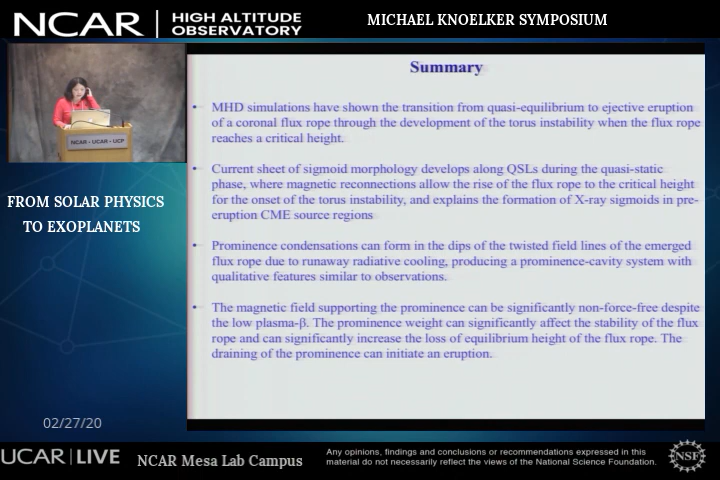 NCAR | HIGH ALTITUDE
OBSERVATORY
MICHAEL KNOELKER SYMPOSIUM
NCAR - UCAR - UCP
FROM SOLAR PHYSICS
TO EXOPLANETS
02/27/20
Summary
• MHD simulations have shown the transition from quasi-equilibrium to ejective eruption
of a coronal flux rope through the development of the torus instability when the flux rope
reaches a critical height.
• Current sheet of sigmoid morphology develops along QSLs during the quasi-static
phase, where magnetic reconnections allow the rise of the flux rope to the critical height
for the onset of the torus instability, and explains the formation of X-ray sigmoids in pre-
eruption CME source regions
• Prominence condensations can form in the dips of the twisted field lines of the emerged
flux rope due to runaway radiative cooling, producing a prominence-cavity system with
qualitative features similar to observations.
• The magnetic field supporting the prominence can be significantly non-force-free despite
the low plasma-β. The prominence weight can significantly affect the stability of the flux
rope and can significantly increase the loss of equilibrium height of the flux rope. The
draining of the prominence can initiate an eruption.
UCAR | LIVE
NCAR Mesa Lab Campus
Any opinions, findings and conclusions or recommendations expressed in this
material do not necessarily reflect the views of the National Science Foundation.
NSF